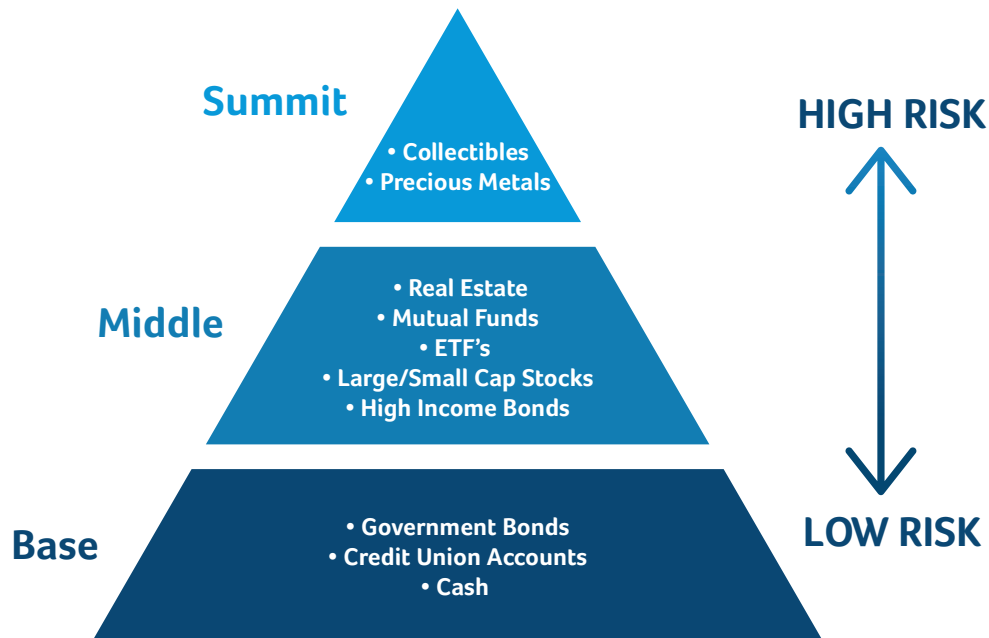 Summit
HIGH RISK
• Collectibles
• Precious Metals
Middle
• Real Estate
• Mutual Funds
• ETF's
• Large/Small Cap Stocks
• High Income Bonds
Base
• Government Bonds
• Credit Union Accounts
• Cash
LOW RISK